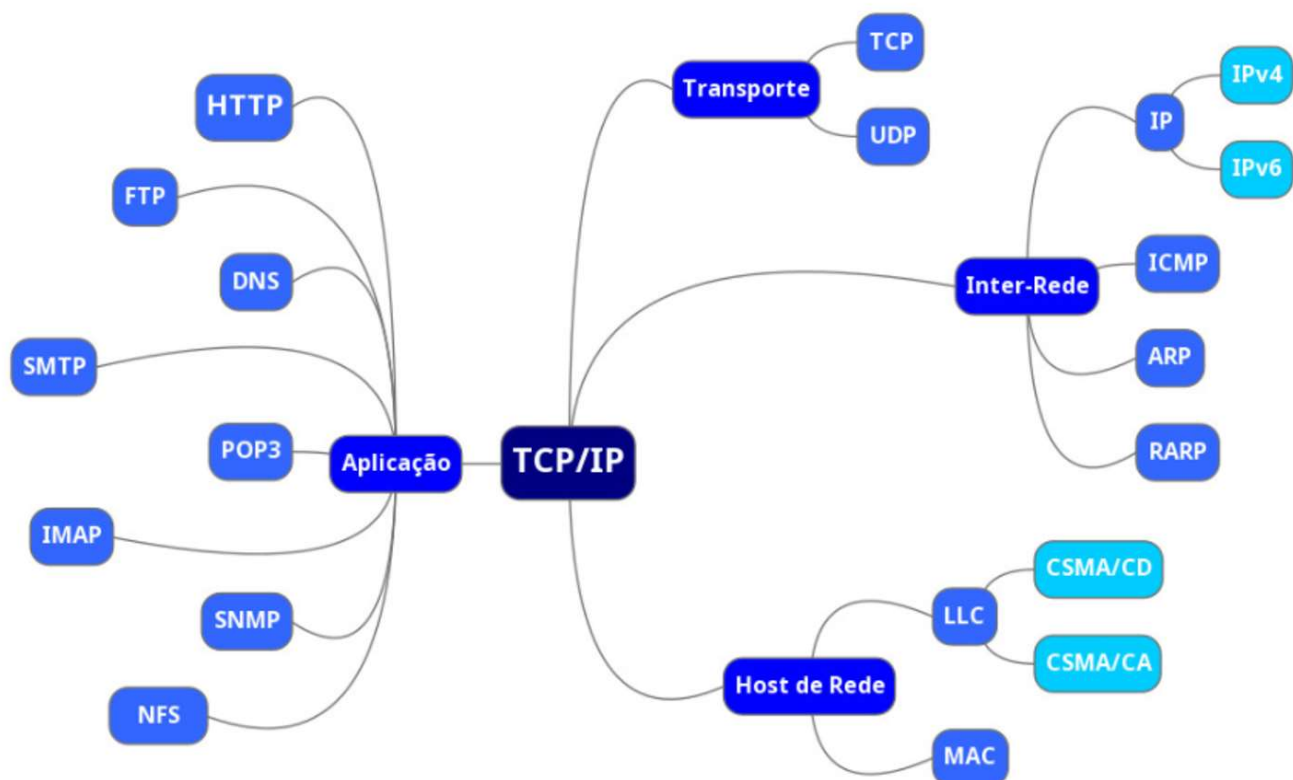 TCP/IP
Aplicação
HTTP
FTP
DNS
SMTP
POP3
IMAP
SNMP
NFS
Transporte
TCP
UDP
Inter-Rede
IP
IPv4
IPv6
ICMP
ARP
RARP
Host de Rede
LLC
CSMA/CD
CSMA/CA
MAC